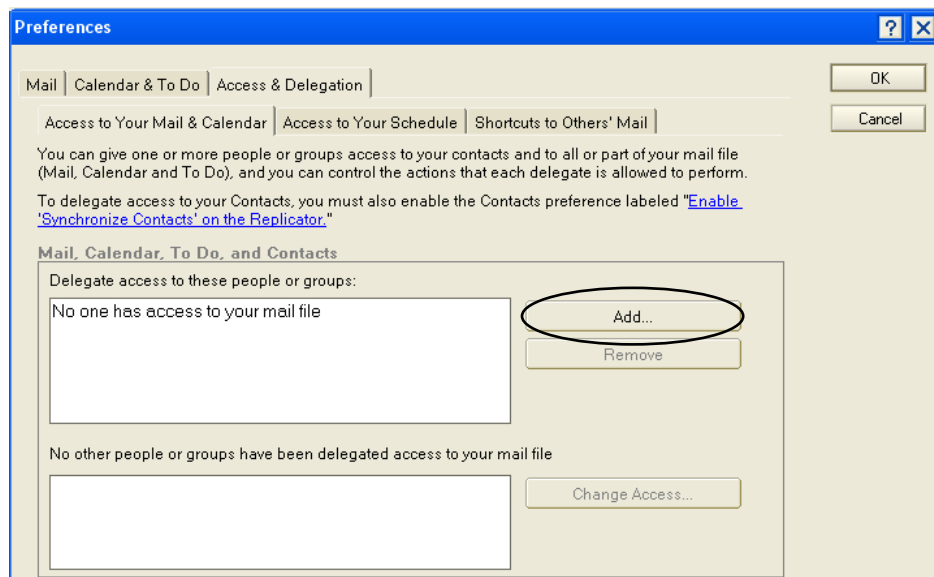 Preferences
?
X
Mail
Calendar & To Do
Access & Delegation
OK
Access to Your Mail & Calendar
Access to Your Schedule
Shortcuts to Others' Mail
Cancel
You can give one or more people or groups access to your contacts and to all or part of your mail file
(Mail, Calendar and To Do), and you can control the actions that each delegate is allowed to perform.
To delegate access to your Contacts, you must also enable the Contacts preference labeled "Enable
'Synchronize Contacts' on the Replicator."
Mail, Calendar, To Do, and Contacts
Delegate access to these people or groups:
No one has access to your mail file
Add...
Remove
No other people or groups have been delegated access to your mail file
Change Access...